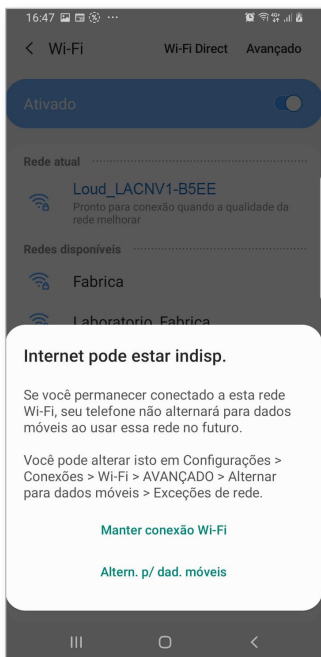 16:47
Wi-Fi Wi-Fi Direct Avançado
Ativado
Rede atual
Loud_LACNV1-B5EE
Pronto para conexão quando a qualidade da
rede melhorar
Redes disponíveis
Fabrica
Laboratorio_Fabrica
Internet pode estar indisp.
Se você permanecer conectado a esta rede
Wi-Fi, seu telefone não alternará para dados
móveis ao usar essa rede no futuro.
Você pode alterar isto em Configurações >
Conexões > Wi-Fi > AVANÇADO > Alternar
para dados móveis > Exceções de rede.
Manter conexão Wi-Fi
Altern. p/ dad. móveis